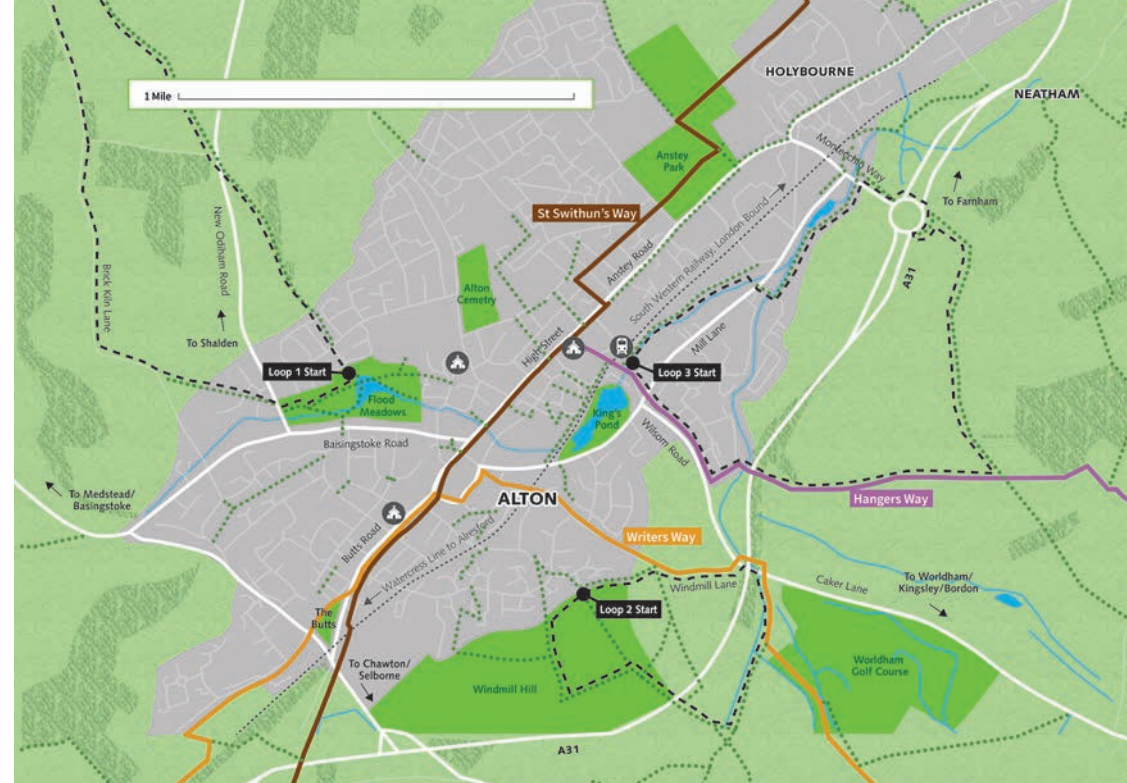 HOLYBOURNE
NEATHAM
1 Mile
Anstey
Park
Montecchio Way
To Farnham
St Swithun's Way
New Odiham Road
Brick Kiln Lane
Anstey Road
South Western Railway, London Bound
A31
Alton
Cemetry
To Shalden
High Street
Mill Lane
Loop 1 Start
Loop 3 Start
Flood
Meadows
King's
Pond
Baisingstoke Road
Wilsom Road
To Medstead/
Basingstoke
ALTON
Hangers Way
Butts Road
Watercress Line to Alresford
Writers Way
Windmill Lane
Caker Lane
To Worldham/
Kingsley/Bordon
The
Butts
Loop 2 Start
To Chawton/
Selborne
Windmill Hill
Worldham
Golf Course
A31